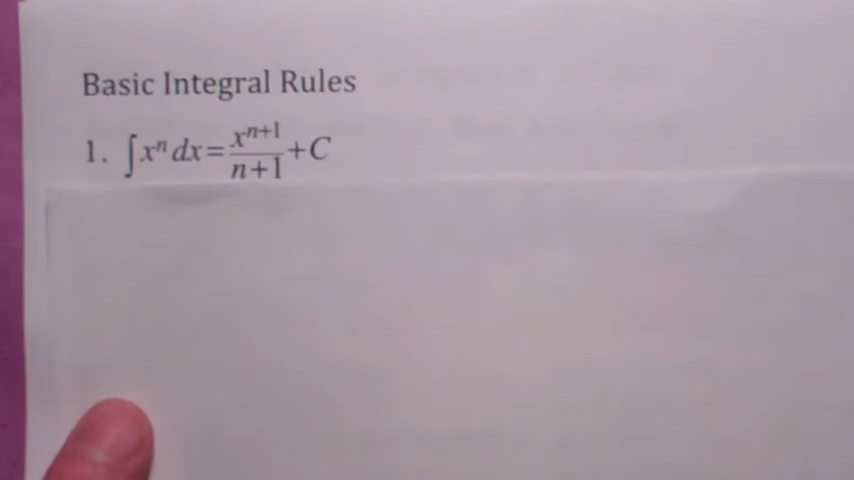 Basic Integral Rules
1. ∫xⁿ dx = xⁿ⁺¹/(n+1) + C